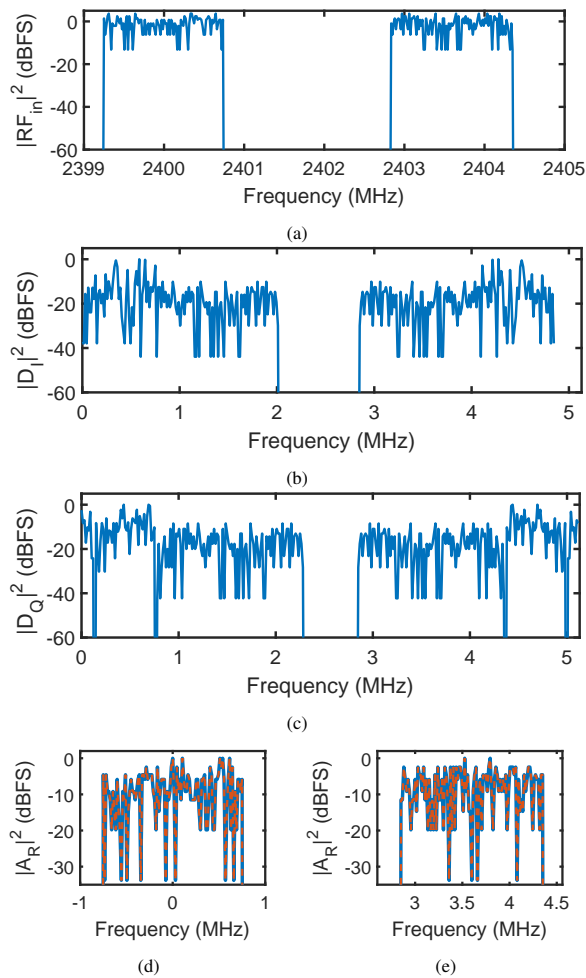 0
-20
-40
-60
|RF_in|^2 (dBFS)
2399 2400 2401 2402 2403 2404 2405
Frequency (MHz)
(a)
0
-20
-40
-60
|D_I|^2 (dBFS)
0 1 2 3 4 5
Frequency (MHz)
(b)
0
-20
-40
-60
|D_Q|^2 (dBFS)
0 1 2 3 4 5
Frequency (MHz)
(c)
0
-10
-20
-30
|A_R|^2 (dBFS)
-1 0 1
Frequency (MHz)
(d)
0
-10
-20
-30
|A_R|^2 (dBFS)
3 3.5 4 4.5
Frequency (MHz)
(e)